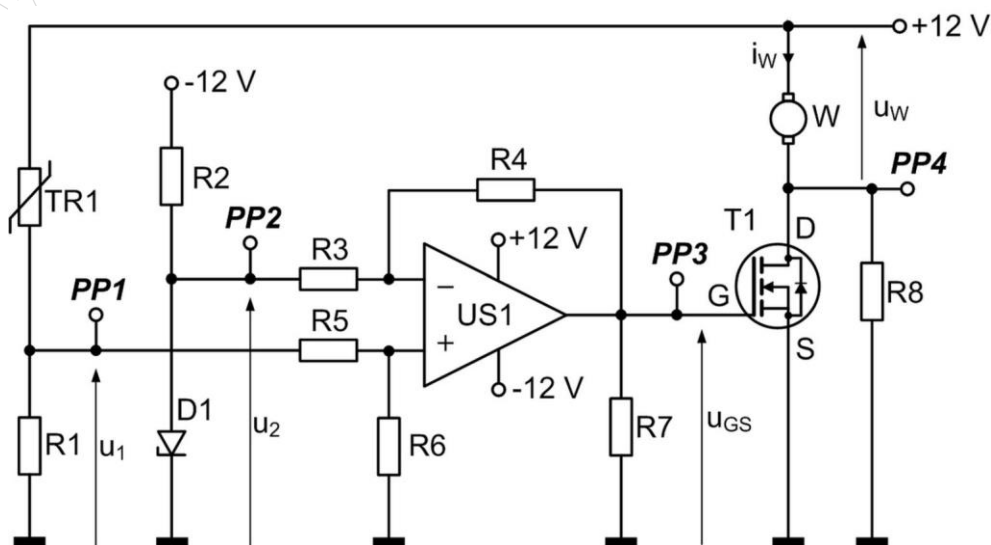 +12 V
iW
-12 V
W
uW
R4
TR1
R2
PP4
PP2
+12 V
T1
D
R3
PP3
PP1
−
US1
G
R8
R5
+
S
-12 V
D1
R1
u1
u2
R6
R7
uGS